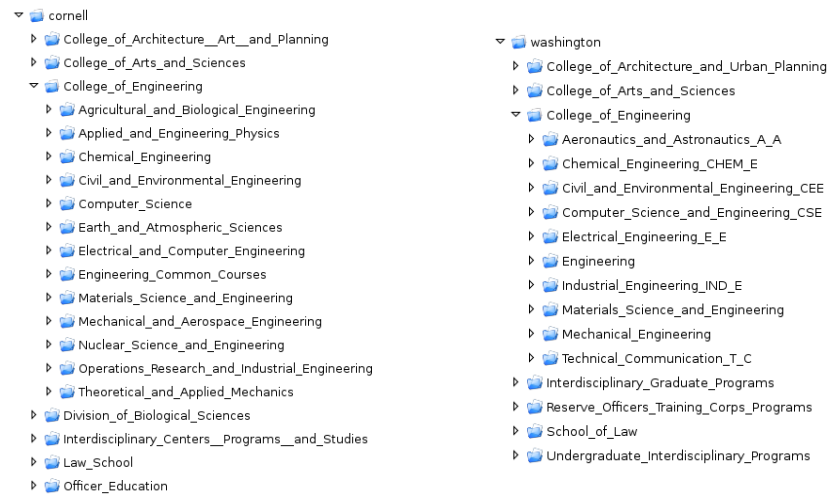 cornell
College_of_Architecture__Art__and_Planning
College_of_Arts_and_Sciences
College_of_Engineering
Agricultural_and_Biological_Engineering
Applied_and_Engineering_Physics
Chemical_Engineering
Civil_and_Environmental_Engineering
Computer_Science
Earth_and_Atmospheric_Sciences
Electrical_and_Computer_Engineering
Engineering_Common_Courses
Materials_Science_and_Engineering
Mechanical_and_Aerospace_Engineering
Nuclear_Science_and_Engineering
Operations_Research_and_Industrial_Engineering
Theoretical_and_Applied_Mechanics
Division_of_Biological_Sciences
Interdisciplinary_Centers__Programs__and_Studies
Law_School
Officer_Education
washington
College_of_Architecture_and_Urban_Planning
College_of_Arts_and_Sciences
College_of_Engineering
Aeronautics_and_Astronautics_A_A
Chemical_Engineering_CHEM_E
Civil_and_Environmental_Engineering_CEE
Computer_Science_and_Engineering_CSE
Electrical_Engineering_E_E
Engineering
Industrial_Engineering_IND_E
Materials_Science_and_Engineering
Mechanical_Engineering
Technical_Communication_T_C
Interdisciplinary_Graduate_Programs
Reserve_Officers_Training_Corps_Programs
School_of_Law
Undergraduate_Interdisciplinary_Programs